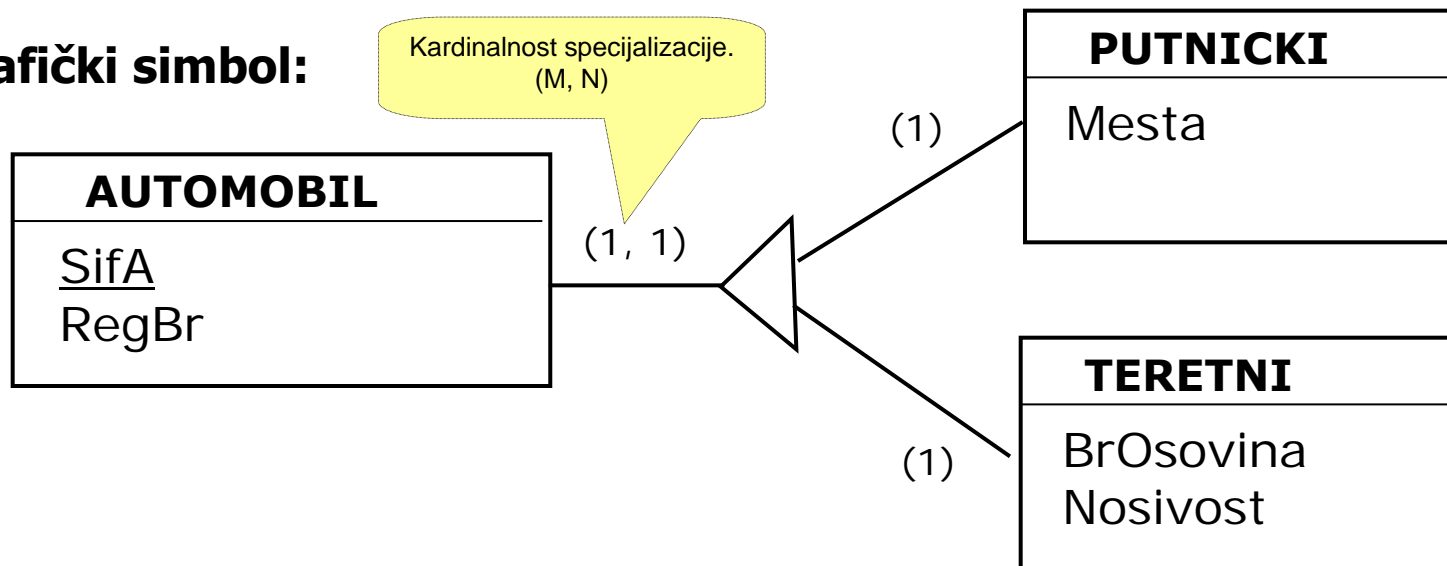 afički simbol:
Kardinalnost specijalizacije.
(M, N)
AUTOMOBIL
SifA
RegBr
(1, 1)
(1)
PUTNICKI
Mesta
(1)
TERETNI
BrOsovina
Nosivost